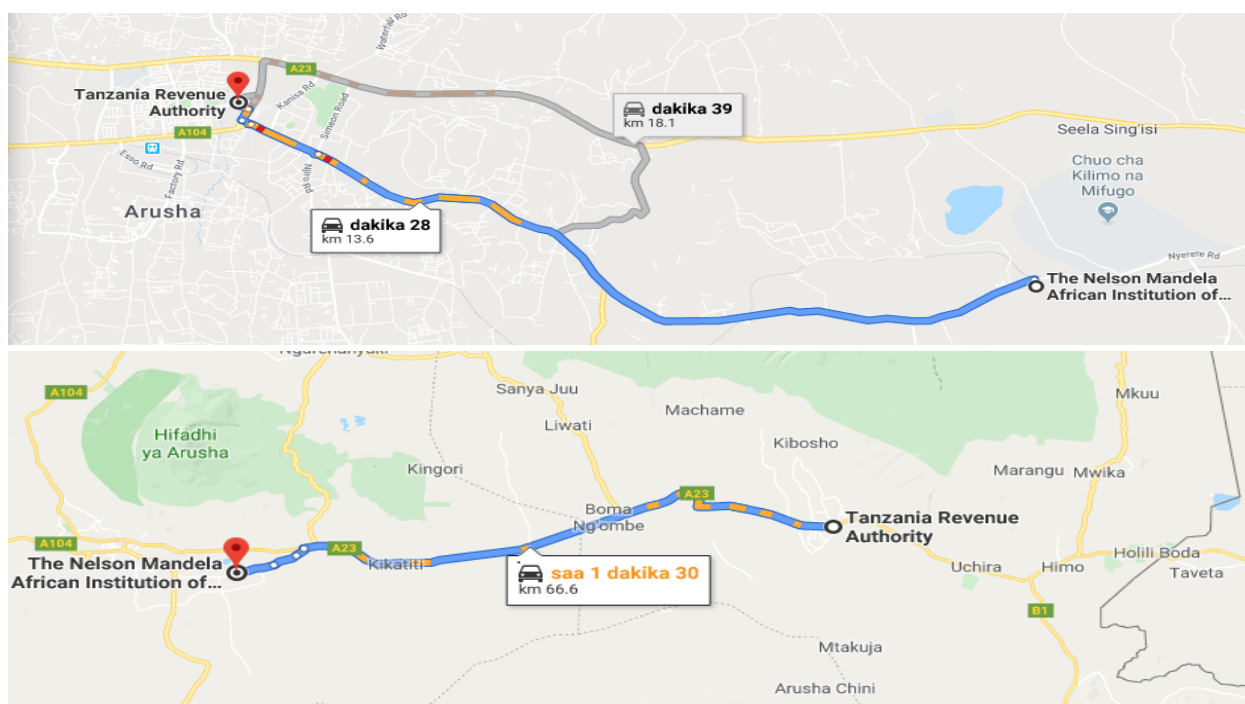 Waterfall Rd
A23
Tanzania Revenue
Authority
Kanisa Rd
Simeon Road
dakika 39
km 18.1
A104
Seela Sing'isi
Esso Rd
Factory Rd
Njiro Rd
Chuo cha
Kilimo na
Mifugo
Arusha
dakika 28
km 13.6
Nyerere Rd
The Nelson Mandela
African Institution of...
A104
Sanya Juu
Mkuu
Machame
Liwati
Hifadhi
ya Arusha
Kibosho
Kingori
Marangu
Mwika
A23
Boma
Ng'ombe
Tanzania Revenue
Authority
A104
A23
The Nelson Mandela
African Institution of...
Kikatiti
saa 1 dakika 30
km 66.6
Uchira
Himo
Holili Boda
Taveta
B1
Mtakuja
Arusha Chini